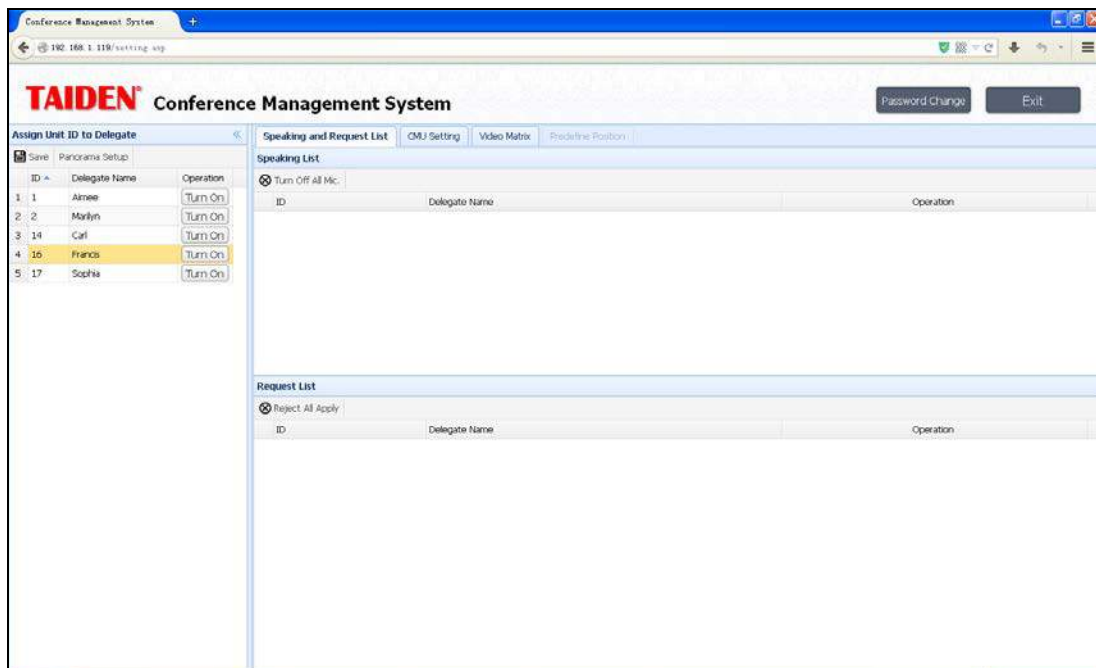 Conference Management System
192.168.1.119/setting.asp
TAIDEN® Conference Management System
Password Change
Exit
Assign Unit ID to Delegate
Save
Panorama Setup
ID
Delegate Name
Operation
1 1 Aimee Turn On
2 2 Marilyn Turn On
3 14 Carl Turn On
4 16 Francis Turn On
5 17 Sophia Turn On
Speaking and Request List
CMU Setting
Video Matrix
Predefine Position
Speaking List
Turn Off All Mic.
ID
Delegate Name
Operation
Request List
Reject All Apply
ID
Delegate Name
Operation